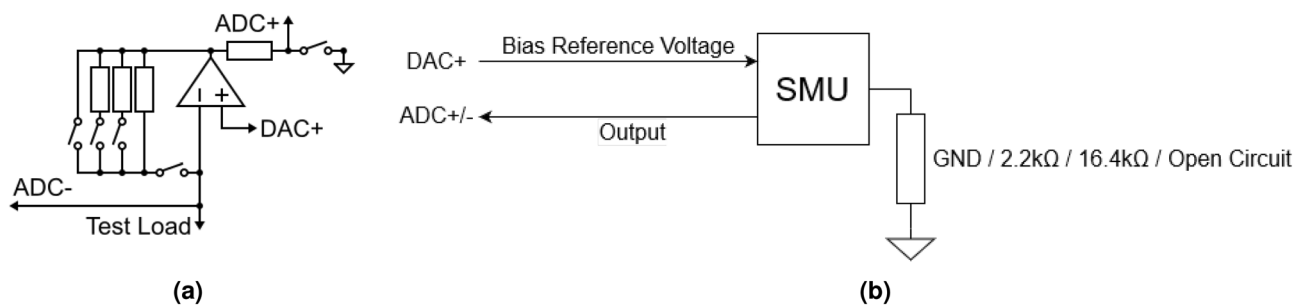 ADC+
DAC+
ADC-
Test Load
(a)
DAC+
Bias Reference Voltage
SMU
ADC+/-
Output
GND / 2.2kΩ / 16.4kΩ / Open Circuit
(b)